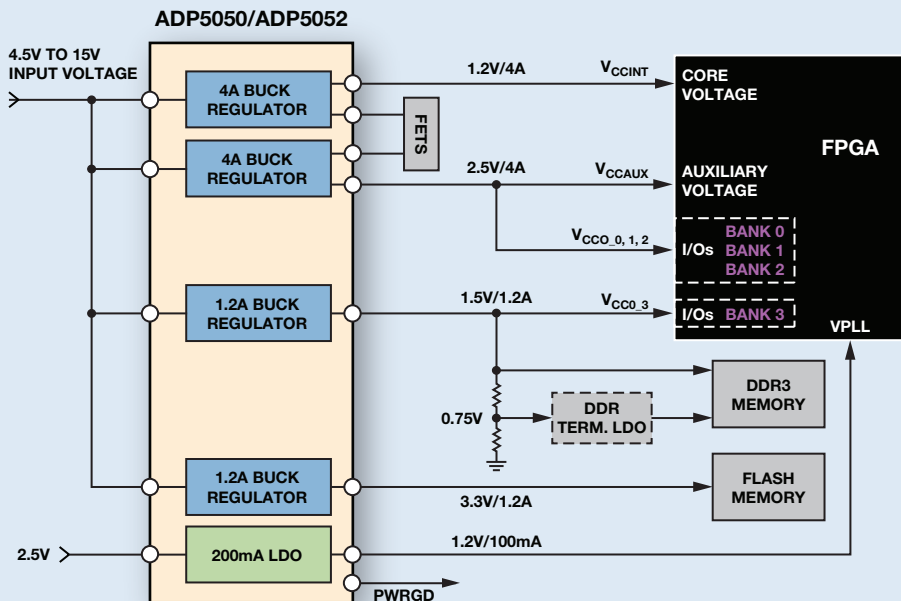 ADP5050/ADP5052
4.5V TO 15V
INPUT VOLTAGE
4A BUCK
REGULATOR
1.2V/4A
VCCINT
CORE
VOLTAGE
FETS
FPGA
4A BUCK
REGULATOR
2.5V/4A
VCCAUX
AUXILIARY
VOLTAGE
VCCO_0, 1, 2
I/Os
BANK 0
BANK 1
BANK 2
1.2A BUCK
REGULATOR
1.5V/1.2A
VCC0_3
I/Os BANK 3
VPLL
DDR3
MEMORY
0.75V
DDR
TERM. LDO
1.2A BUCK
REGULATOR
3.3V/1.2A
FLASH
MEMORY
2.5V
200mA LDO
1.2V/100mA
PWRGD